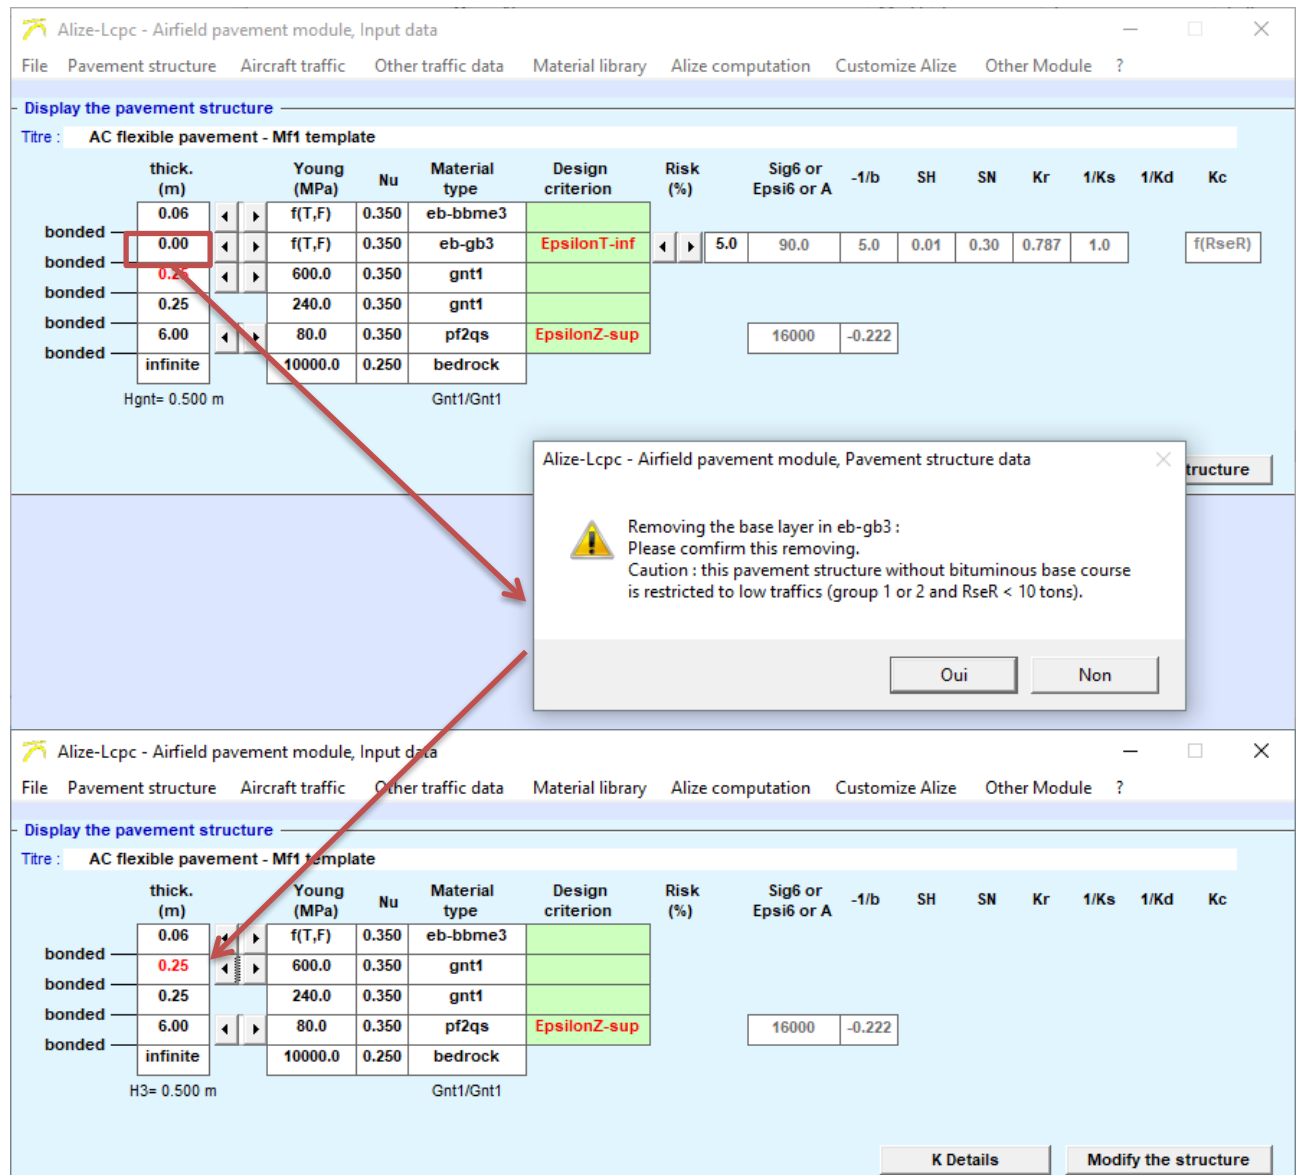 Alize-Lcpc - Airfield pavement module, Input data
File Pavement structure Aircraft traffic Other traffic data Material library Alize computation Customize Alize Other Module ?
Display the pavement structure
Titre : AC flexible pavement - Mf1 template
thick. (m) Young (MPa) Nu Material type Design criterion Risk (%) Sig6 or Epsi6 or A -1/b SH SN Kr 1/Ks 1/Kd Kc
0.06 f(T,F) 0.350 eb-bbme3
bonded
0.00 f(T,F) 0.350 eb-gb3 EpsilonT-inf 5.0 90.0 5.0 0.01 0.30 0.787 1.0 f(RseR)
bonded
0.25 600.0 0.350 gnt1
bonded
0.25 240.0 0.350 gnt1
bonded
6.00 80.0 0.350 pf2qs EpsilonZ-sup 16000 -0.222
bonded
infinite 10000.0 0.250 bedrock
Hgnt= 0.500 m Gnt1/Gnt1
tructure
Alize-Lcpc - Airfield pavement module, Pavement structure data
Removing the base layer in eb-gb3 :
Please comfirm this removing.
Caution : this pavement structure without bituminous base course
is restricted to low traffics (group 1 or 2 and RseR < 10 tons).
Oui Non
Alize-Lcpc - Airfield pavement module, Input data
File Pavement structure Aircraft traffic Other traffic data Material library Alize computation Customize Alize Other Module ?
Display the pavement structure
Titre : AC flexible pavement - Mf1 template
thick. (m) Young (MPa) Nu Material type Design criterion Risk (%) Sig6 or Epsi6 or A -1/b SH SN Kr 1/Ks 1/Kd Kc
0.06 f(T,F) 0.350 eb-bbme3
bonded
0.25 600.0 0.350 gnt1
bonded
0.25 240.0 0.350 gnt1
bonded
6.00 80.0 0.350 pf2qs EpsilonZ-sup 16000 -0.222
bonded
infinite 10000.0 0.250 bedrock
H3= 0.500 m Gnt1/Gnt1
K Details Modify the structure